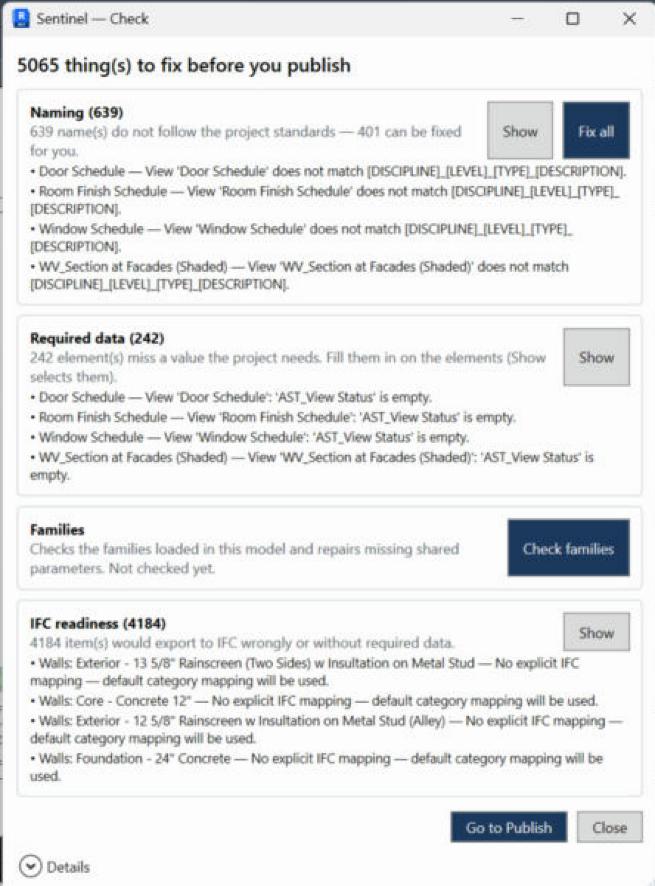 Sentinel — Check
5065 thing(s) to fix before you publish
Naming (639)
639 name(s) do not follow the project standards — 401 can be fixed
for you.
Show
Fix all
• Door Schedule — View 'Door Schedule' does not match [DISCIPLINE]_[LEVEL]_[TYPE]_[DESCRIPTION].
• Room Finish Schedule — View 'Room Finish Schedule' does not match [DISCIPLINE]_[LEVEL]_[TYPE]_
[DESCRIPTION].
• Window Schedule — View 'Window Schedule' does not match [DISCIPLINE]_[LEVEL]_[TYPE]_
[DESCRIPTION].
• WV_Section at Facades (Shaded) — View 'WV_Section at Facades (Shaded)' does not match
[DISCIPLINE]_[LEVEL]_[TYPE]_[DESCRIPTION].
Required data (242)
242 element(s) miss a value the project needs. Fill them in on the elements (Show
selects them).
Show
• Door Schedule — View 'Door Schedule': 'AST_View Status' is empty.
• Room Finish Schedule — View 'Room Finish Schedule': 'AST_View Status' is empty.
• Window Schedule — View 'Window Schedule': 'AST_View Status' is empty.
• WV_Section at Facades (Shaded) — View 'WV_Section at Facades (Shaded)': 'AST_View Status' is
empty.
Families
Checks the families loaded in this model and repairs missing shared
parameters. Not checked yet.
Check families
IFC readiness (4184)
4184 item(s) would export to IFC wrongly or without required data.
Show
• Walls: Exterior - 13 5/8" Rainscreen (Two Sides) w Insultation on Metal Stud — No explicit IFC
mapping — default category mapping will be used.
• Walls: Core - Concrete 12" — No explicit IFC mapping — default category mapping will be used.
• Walls: Exterior - 12 5/8" Rainscreen w Insultation on Metal Stud (Alley) — No explicit IFC mapping —
default category mapping will be used.
• Walls: Foundation - 24" Concrete — No explicit IFC mapping — default category mapping will be
used.
Go to Publish
Close
Details